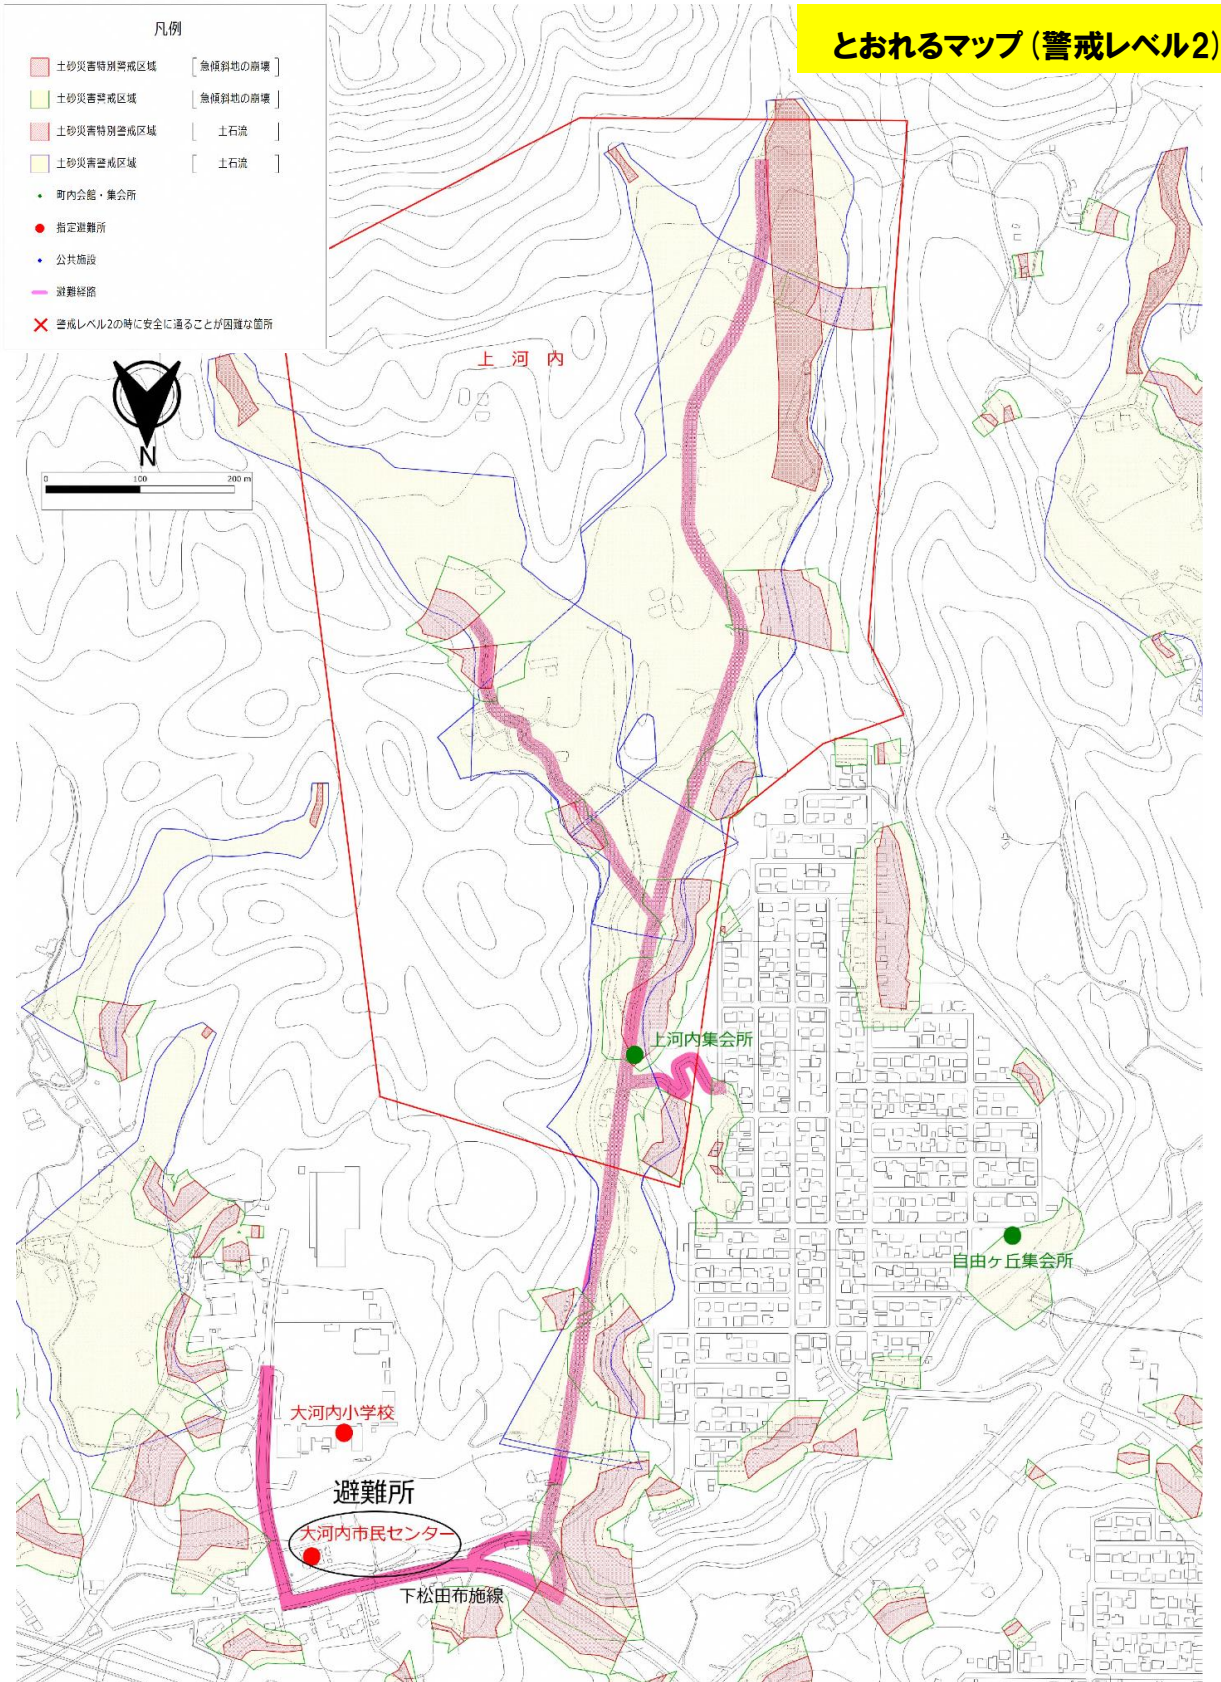 とおれるマップ（警戒レベル2）
凡例
土砂災害特別警戒区域 [急傾斜地の崩壊]
土砂災害警戒区域 [急傾斜地の崩壊]
土砂災害特別警戒区域 [土石流]
土砂災害警戒区域 [土石流]
町内会館・集会所
指定避難所
公共施設
避難経路
警戒レベル2の時に安全に通ることが困難な箇所
上河内
N
0 100 200 m
上河内集会所
自由ヶ丘集会所
大河内小学校
避難所
大河内市民センター
下松田布施線